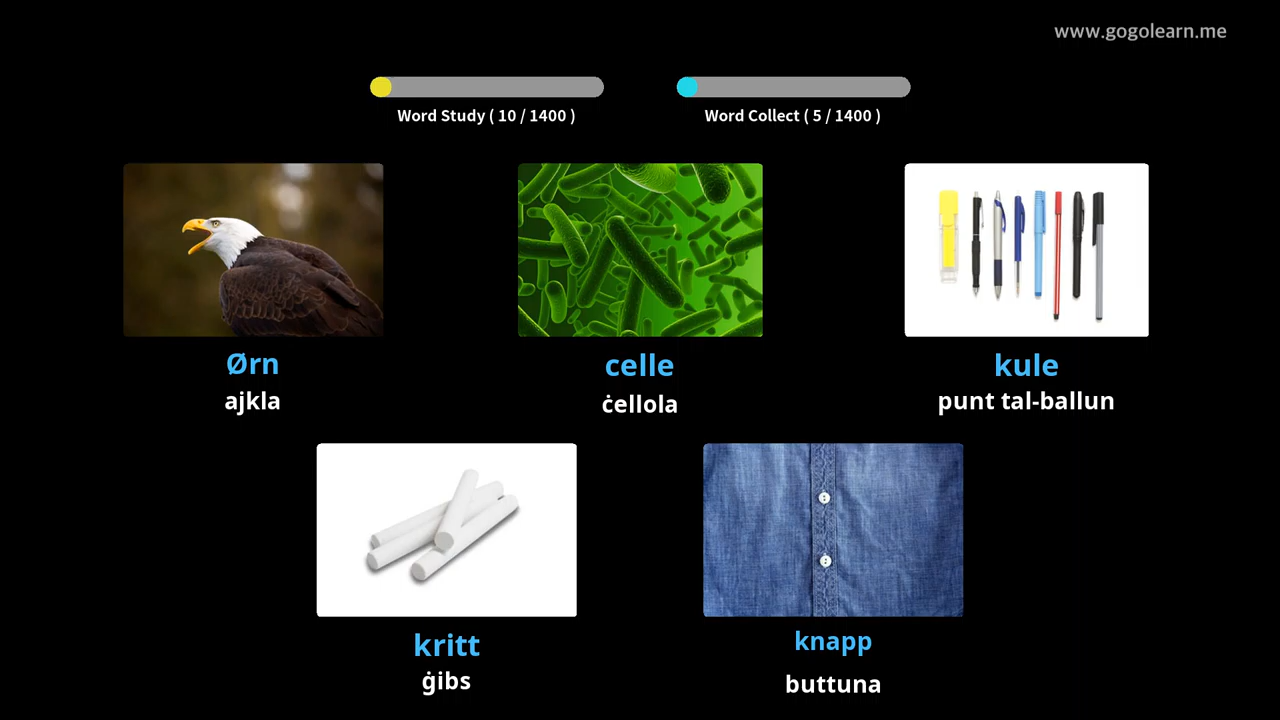 www.gogolearn.me
Word Study ( 10 / 1400 )
Word Collect ( 5 / 1400 )
Ørn
ajkla
celle
ċellola
kule
punt tal-ballun
kritt
ġibs
knapp
buttuna